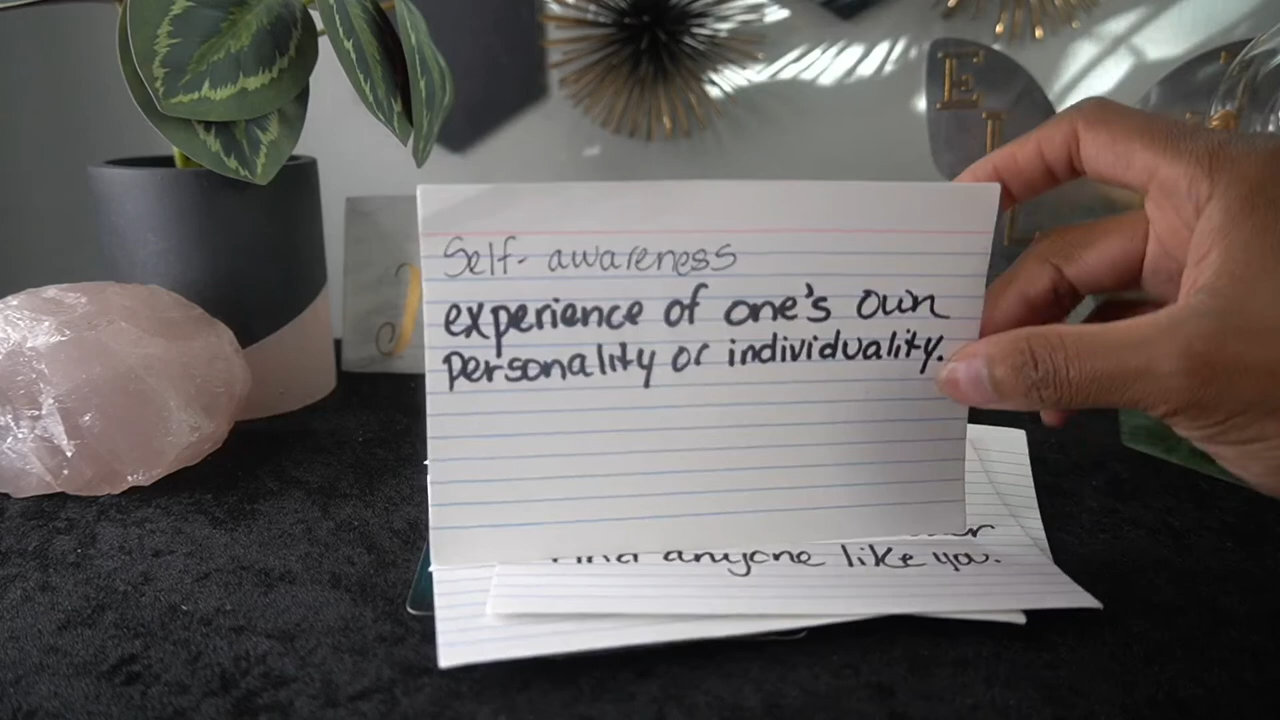 E
L
Self-awareness
experience of one's own
personality or individuality.
find anyone like you.